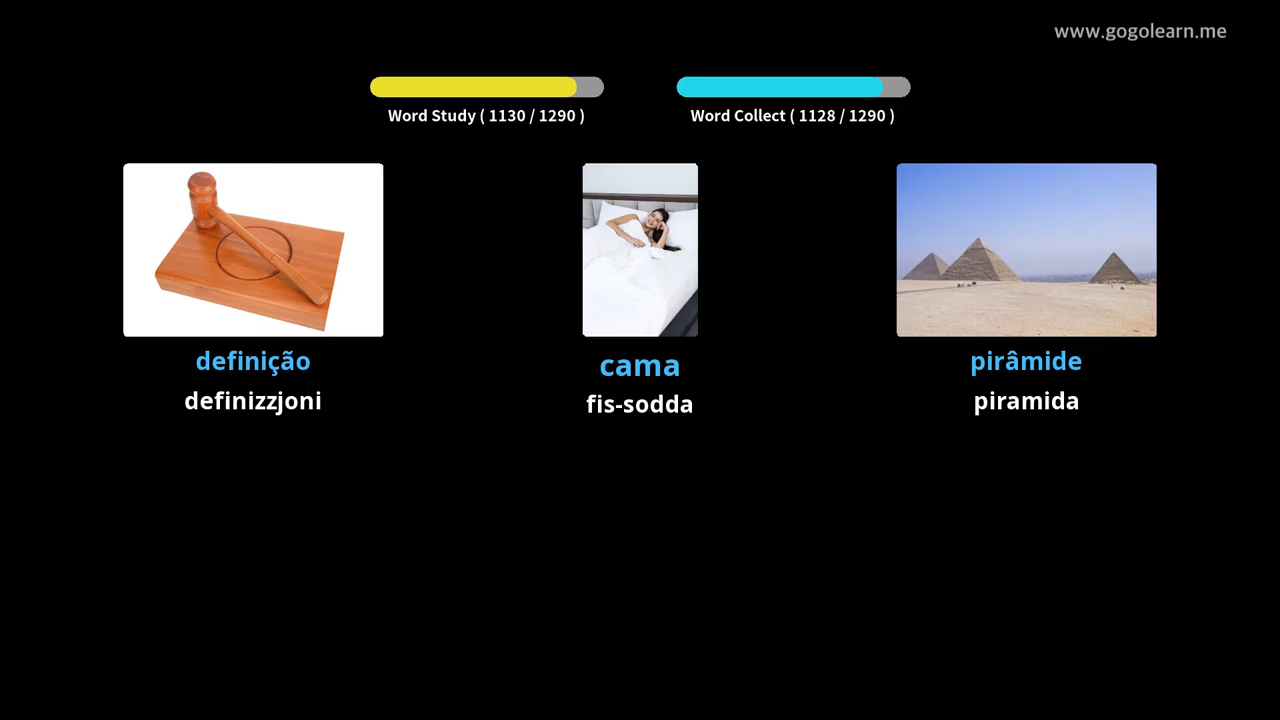 www.gogolearn.me
Word Study ( 1130 / 1290 )
Word Collect ( 1128 / 1290 )
definição
cama
pirâmide
definizzjoni
fis-sodda
piramida